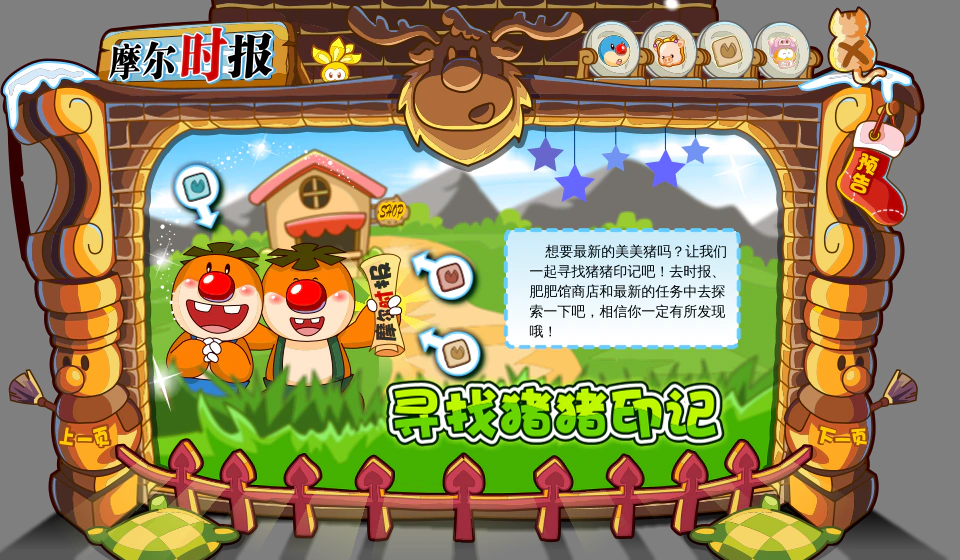 摩尔时报
预告
SHOP
想要最新的美美猪吗？让我们
一起寻找猪猪印记吧！去时报、
肥肥馆商店和最新的任务中去探
索一下吧，相信你一定有所发现
哦！
寻找猪猪印记
上一页
下一页